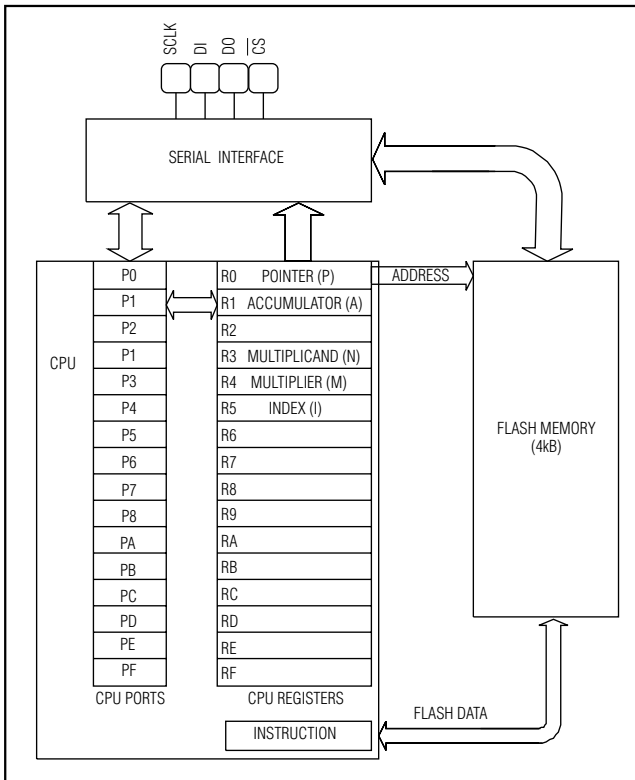 SCLK
DI
DO
CS
SERIAL INTERFACE
CPU
P0
P1
P2
P1
P3
P4
P5
P6
P7
P8
PA
PB
PC
PD
PE
PF
CPU PORTS
R0 POINTER (P)
R1 ACCUMULATOR (A)
R2
R3 MULTIPLICAND (N)
R4 MULTIPLIER (M)
R5 INDEX (I)
R6
R7
R8
R9
RA
RB
RC
RD
RE
RF
CPU REGISTERS
INSTRUCTION
ADDRESS
FLASH MEMORY
(4kB)
FLASH DATA